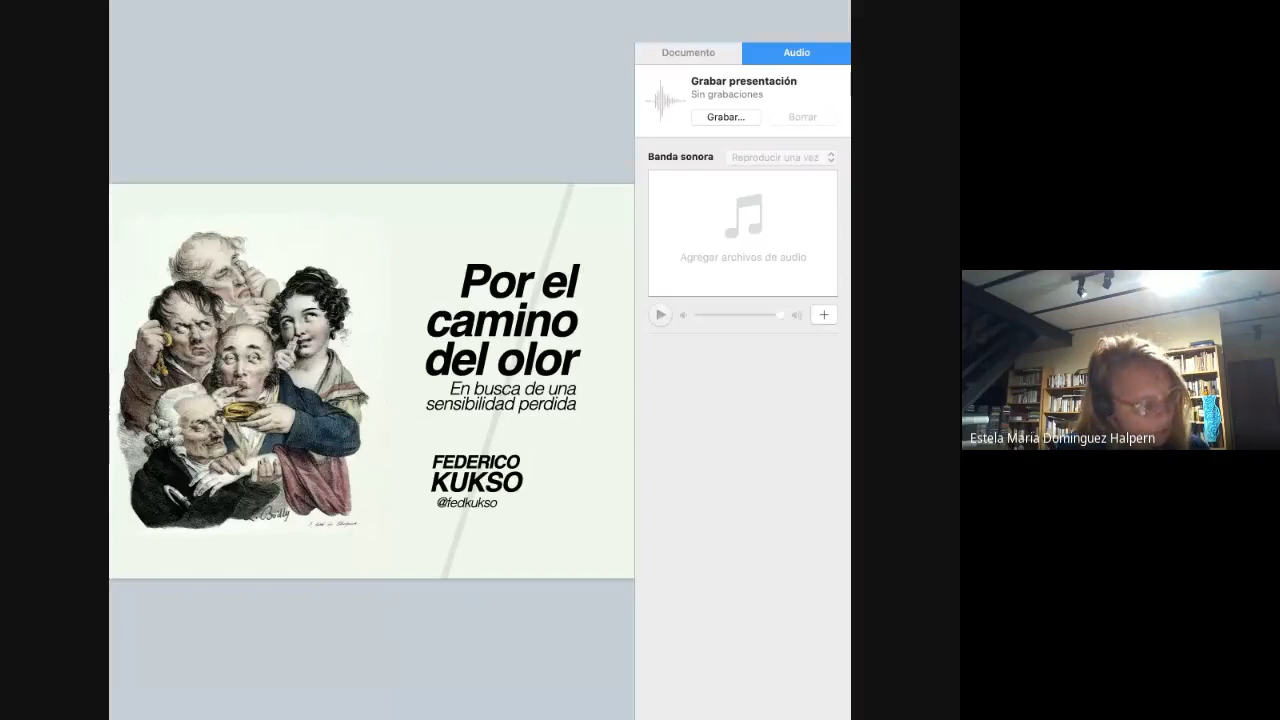 Documento
Audio
Grabar presentación
Sin grabaciones
Grabar...
Borrar
Banda sonora
Reproducir una vez
Agregar archivos de audio
Por el
camino
del olor
En busca de una
sensibilidad perdida
FEDERICO
KUKSO
@fedkukso
L. Boilly
Estela María Domínguez Halpern